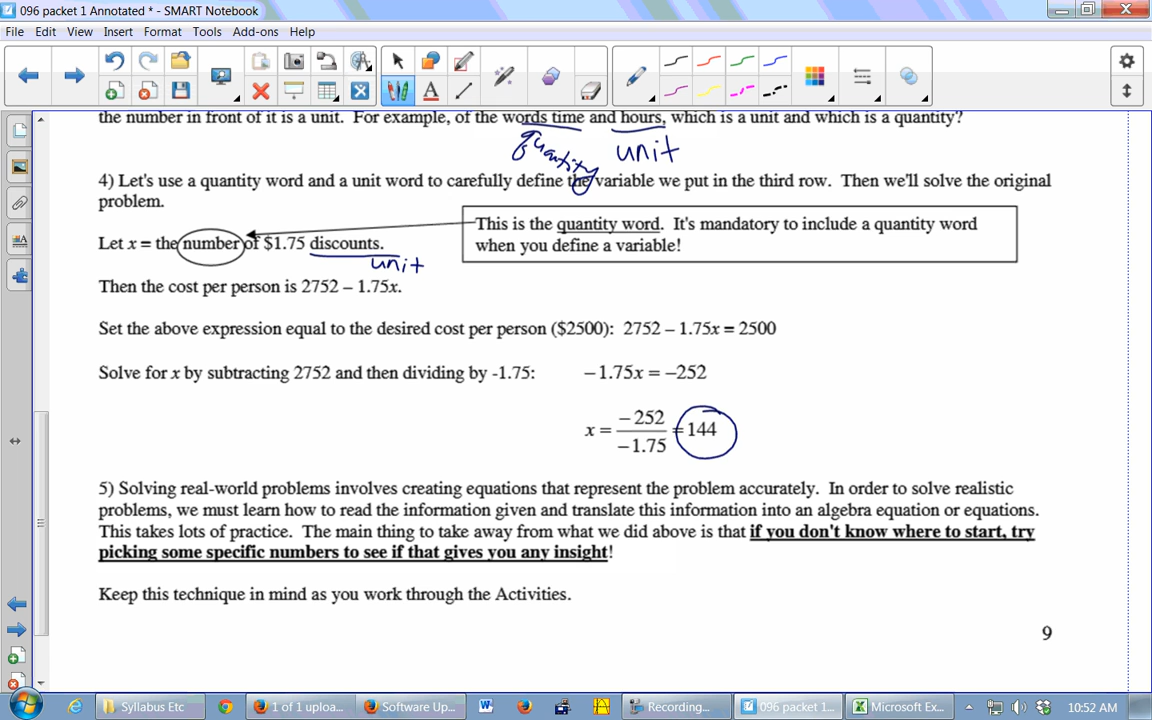 096 packet 1 Annotated * - SMART Notebook
File Edit View Insert Format Tools Add-ons Help
the number in front of it is a unit. For example, of the words time and hours, which is a unit and which is a quantity?
quantity unit
4) Let's use a quantity word and a unit word to carefully define the variable we put in the third row. Then we'll solve the original
problem.
This is the quantity word. It's mandatory to include a quantity word
when you define a variable!
Let x = the number of $1.75 discounts.
unit
Then the cost per person is 2752 – 1.75x.
Set the above expression equal to the desired cost per person ($2500): 2752 – 1.75x = 2500
Solve for x by subtracting 2752 and then dividing by -1.75: −1.75x = −252
x = −252 / −1.75 = 144
5) Solving real-world problems involves creating equations that represent the problem accurately. In order to solve realistic
problems, we must learn how to read the information given and translate this information into an algebra equation or equations.
This takes lots of practice. The main thing to take away from what we did above is that if you don't know where to start, try
picking some specific numbers to see if that gives you any insight!
Keep this technique in mind as you work through the Activities.
9
Syllabus Etc 1 of 1 uploa... Software Up... Recording... 096 packet 1... Microsoft Ex... 10:52 AM